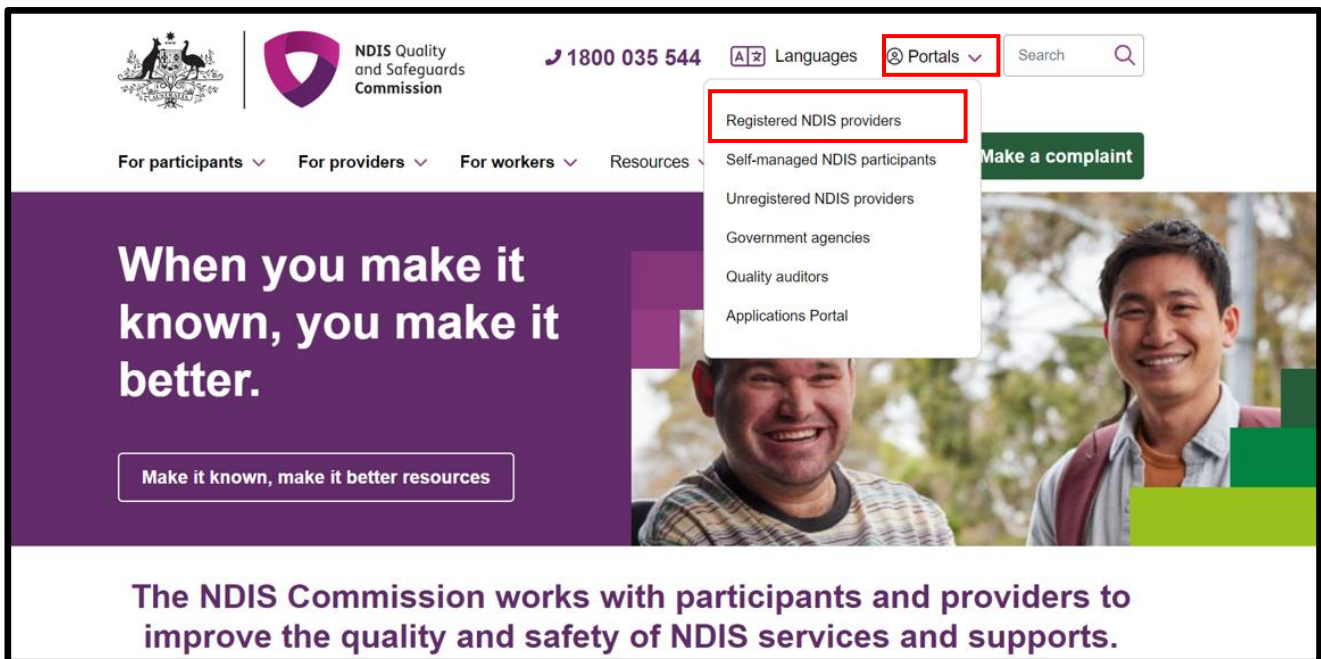 AUSTRALIA
NDIS Quality
and Safeguards
Commission
1800 035 544
Languages
Portals
Search
Registered NDIS providers
Self-managed NDIS participants
Unregistered NDIS providers
Government agencies
Quality auditors
Applications Portal
For participants
For providers
For workers
Resources
Make a complaint
When you make it
known, you make it
better.
Make it known, make it better resources
The NDIS Commission works with participants and providers to
improve the quality and safety of NDIS services and supports.